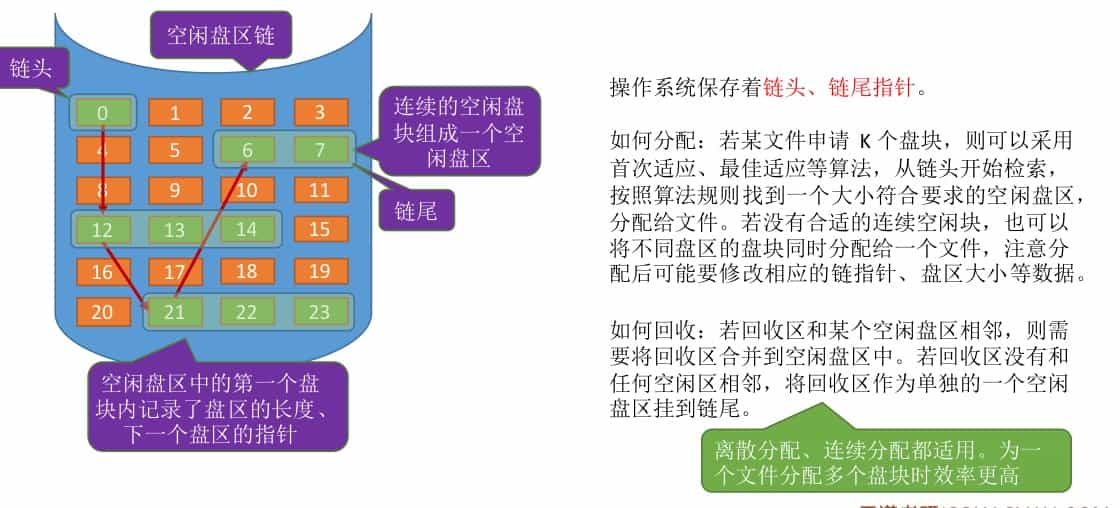 空闲盘区链
链头
0 1 2 3
4 5 6 7
8 9 10 11
12 13 14 15
16 17 18 19
20 21 22 23
连续的空闲盘
块组成一个空
闲盘区
链尾
空闲盘区中的第一个盘
块内记录了盘区的长度、
下一个盘区的指针
操作系统保存着链头、链尾指针。
如何分配：若某文件申请 K 个盘块，则可以采用
首次适应、最佳适应等算法，从链头开始检索，
按照算法规则找到一个大小符合要求的空闲盘区，
分配给文件。若没有合适的连续空闲块，也可以
将不同盘区的盘块同时分配给一个文件，注意分
配后可能要修改相应的链指针、盘区大小等数据。
如何回收：若回收区和某个空闲盘区相邻，则需
要将回收区合并到空闲盘区中。若回收区没有和
任何空闲区相邻，将回收区作为单独的一个空闲
盘区挂到链尾。
离散分配、连续分配都适用。为一
个文件分配多个盘块时效率更高